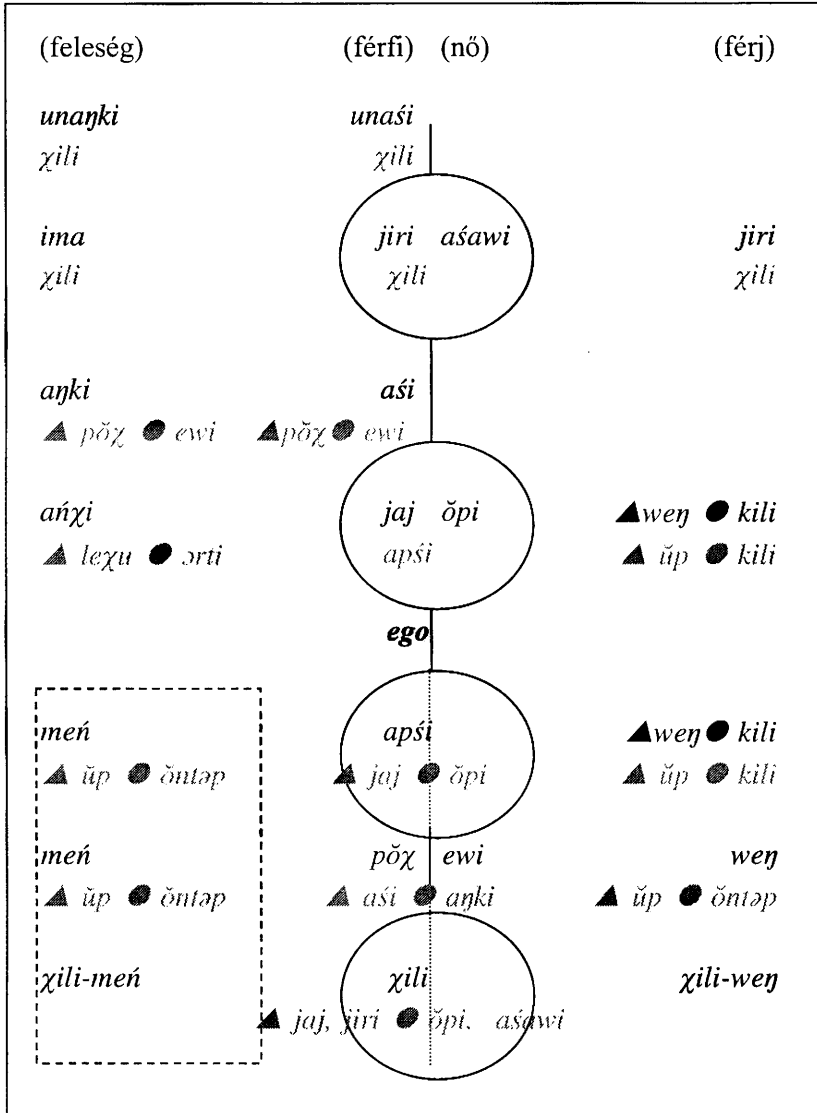 (feleség) (férfi) (nő) (férj)
unaŋki unaśi
χili χili
ima jiri aśawi jiri
χili χili χili
aŋki aśi
pŏχ ewi pŏχ ewi
ańχi jaj ŏpi weŋ kili
leχu ɔrti apśi ŭp kili
ego
meń apśi weŋ kili
ŭp ŏntəp jaj ŏpi ŭp kili
meń pŏχ ewi weŋ
ŭp ŏntəp aśi aŋki ŭp ŏntəp
χili-meń χili χili-weŋ
jaj, jiri ŏpi, aśawi